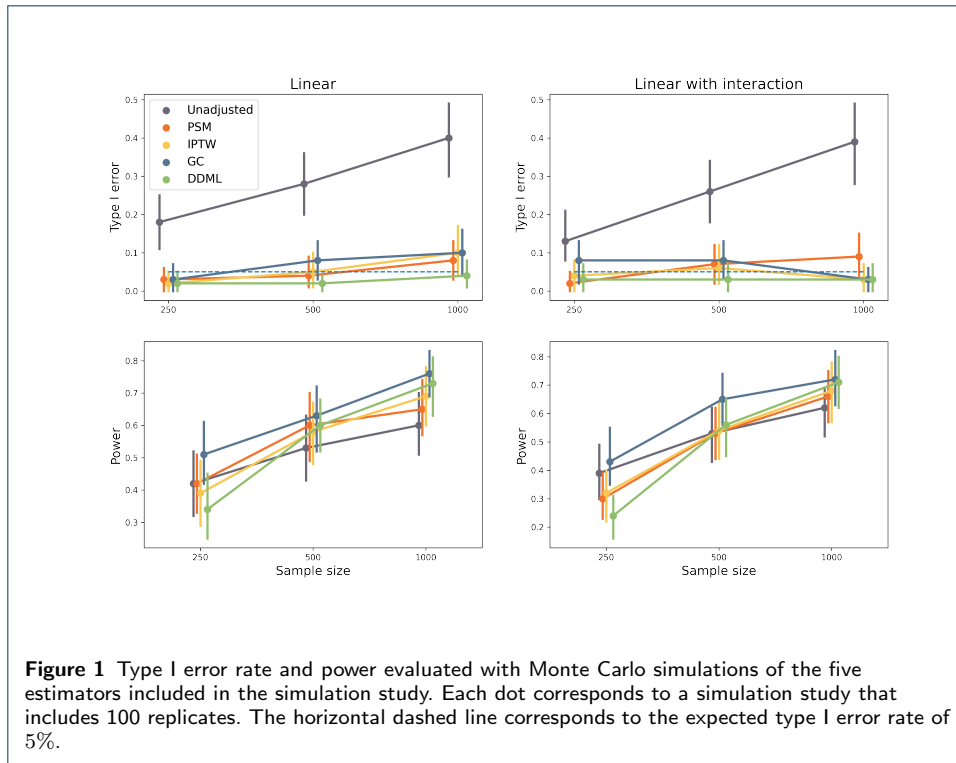 Linear
Linear with interaction
0.5
0.4
0.3
0.2
0.1
0.0
Type I error
Unadjusted
PSM
IPTW
GC
DDML
250
500
1000
0.5
0.4
0.3
0.2
0.1
0.0
Type I error
250
500
1000
0.8
0.7
0.6
0.5
0.4
0.3
Power
250
500
1000
Sample size
0.8
0.7
0.6
0.5
0.4
0.3
0.2
Power
250
500
1000
Sample size
Figure 1 Type I error rate and power evaluated with Monte Carlo simulations of the five
estimators included in the simulation study. Each dot corresponds to a simulation study that
includes 100 replicates. The horizontal dashed line corresponds to the expected type I error rate of
5%.